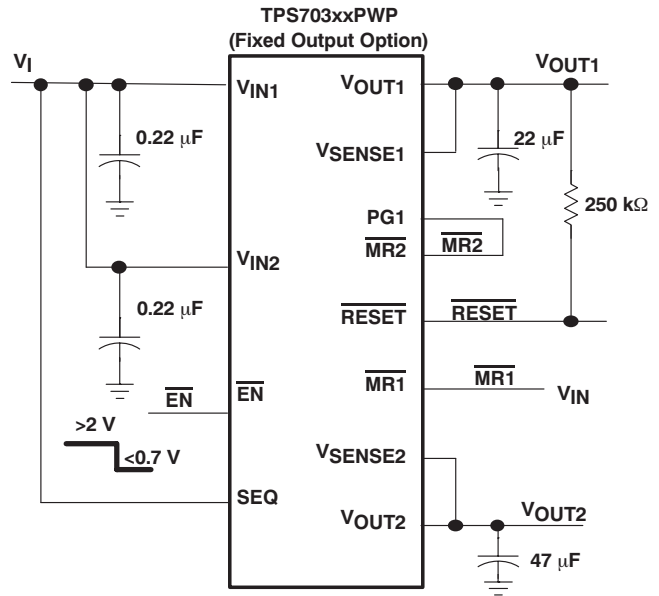 TPS703xxPWP
(Fixed Output Option)
VI
VIN1
VOUT1
VOUT1
0.22 μF
22 μF
VSENSE1
250 kΩ
PG1
MR2
MR2
VIN2
0.22 μF
RESET
RESET
EN
EN
MR1
MR1
VIN
>2 V
<0.7 V
VSENSE2
SEQ
VOUT2
VOUT2
47 μF